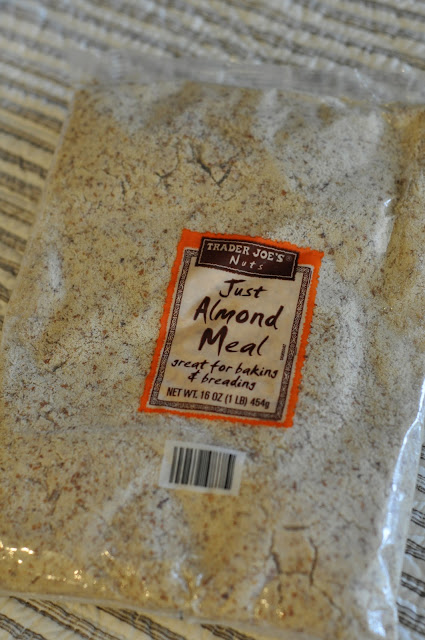 TRADER JOE'S®
Nuts
Just
Almond
Meal
great for baking
& breading
NET WT. 16 OZ (1 LB) 454g